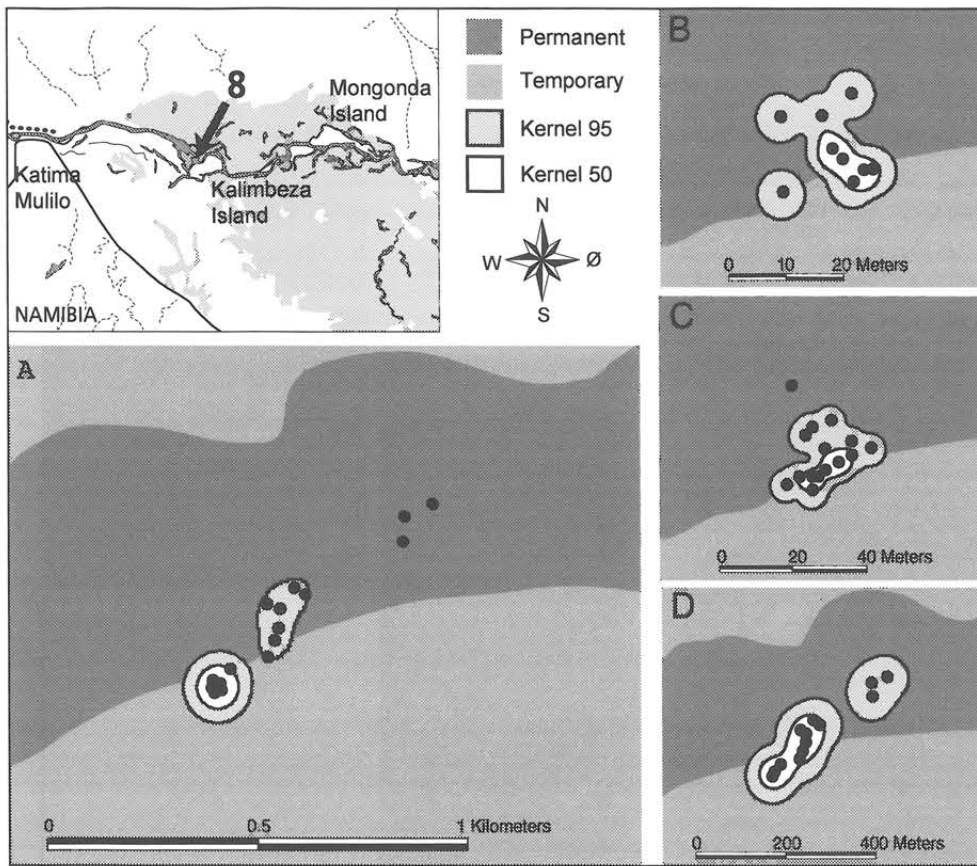 8
Mongonda
Island
Katima
Mulilo
Kalimbeza
Island
NAMIBIA
Permanent
Temporary
Kernel 95
Kernel 50
N
W Ø
S
B
0 10 20 Meters
C
0 20 40 Meters
A
0 0.5 1 Kilometers
D
0 200 400 Meters